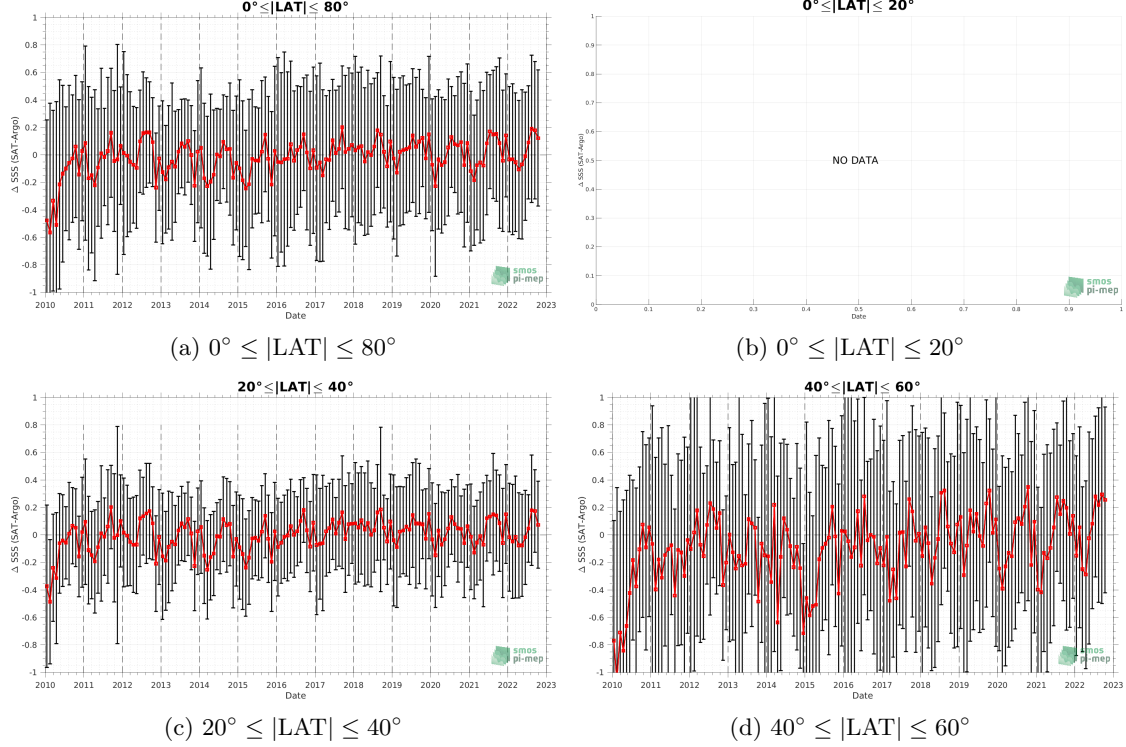 0°≤|LAT|≤ 80°
Δ SSS (SAT-Argo)
1
0.8
0.6
0.4
0.2
0
-0.2
-0.4
-0.6
-0.8
-1
2010 2011 2012 2013 2014 2015 2016 2017 2018 2019 2020 2021 2022 2023
Date
smos
pi-mep
(a) 0° ≤ |LAT| ≤ 80°
0°≤|LAT|≤ 20°
Δ SSS (SAT-Argo)
1
0.9
0.8
0.7
0.6
0.5
0.4
0.3
0.2
0.1
0
NO DATA
0 0.1 0.2 0.3 0.4 0.5 0.6 0.7 0.8 0.9 1
Date
smos
pi-mep
(b) 0° ≤ |LAT| ≤ 20°
20°≤|LAT|≤ 40°
Δ SSS (SAT-Argo)
1
0.8
0.6
0.4
0.2
0
-0.2
-0.4
-0.6
-0.8
-1
2010 2011 2012 2013 2014 2015 2016 2017 2018 2019 2020 2021 2022 2023
Date
smos
pi-mep
(c) 20° ≤ |LAT| ≤ 40°
40°≤|LAT|≤ 60°
Δ SSS (SAT-Argo)
1
0.8
0.6
0.4
0.2
0
-0.2
-0.4
-0.6
-0.8
-1
2010 2011 2012 2013 2014 2015 2016 2017 2018 2019 2020 2021 2022 2023
Date
smos
pi-mep
(d) 40° ≤ |LAT| ≤ 60°